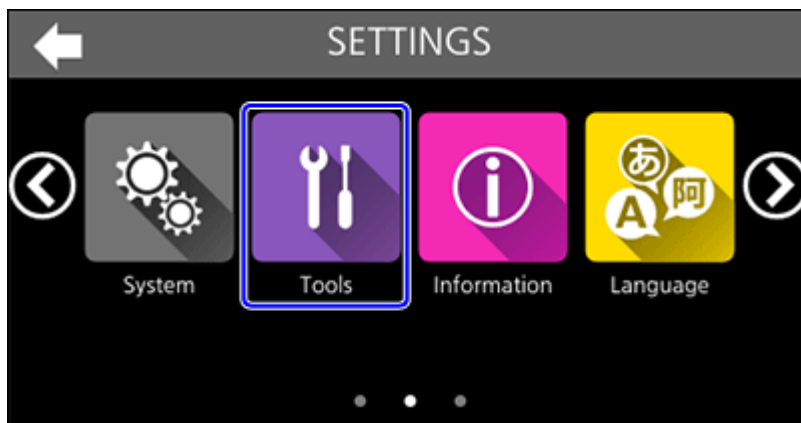 SETTINGS
あ
A
阿
System
Tools
Information
Language